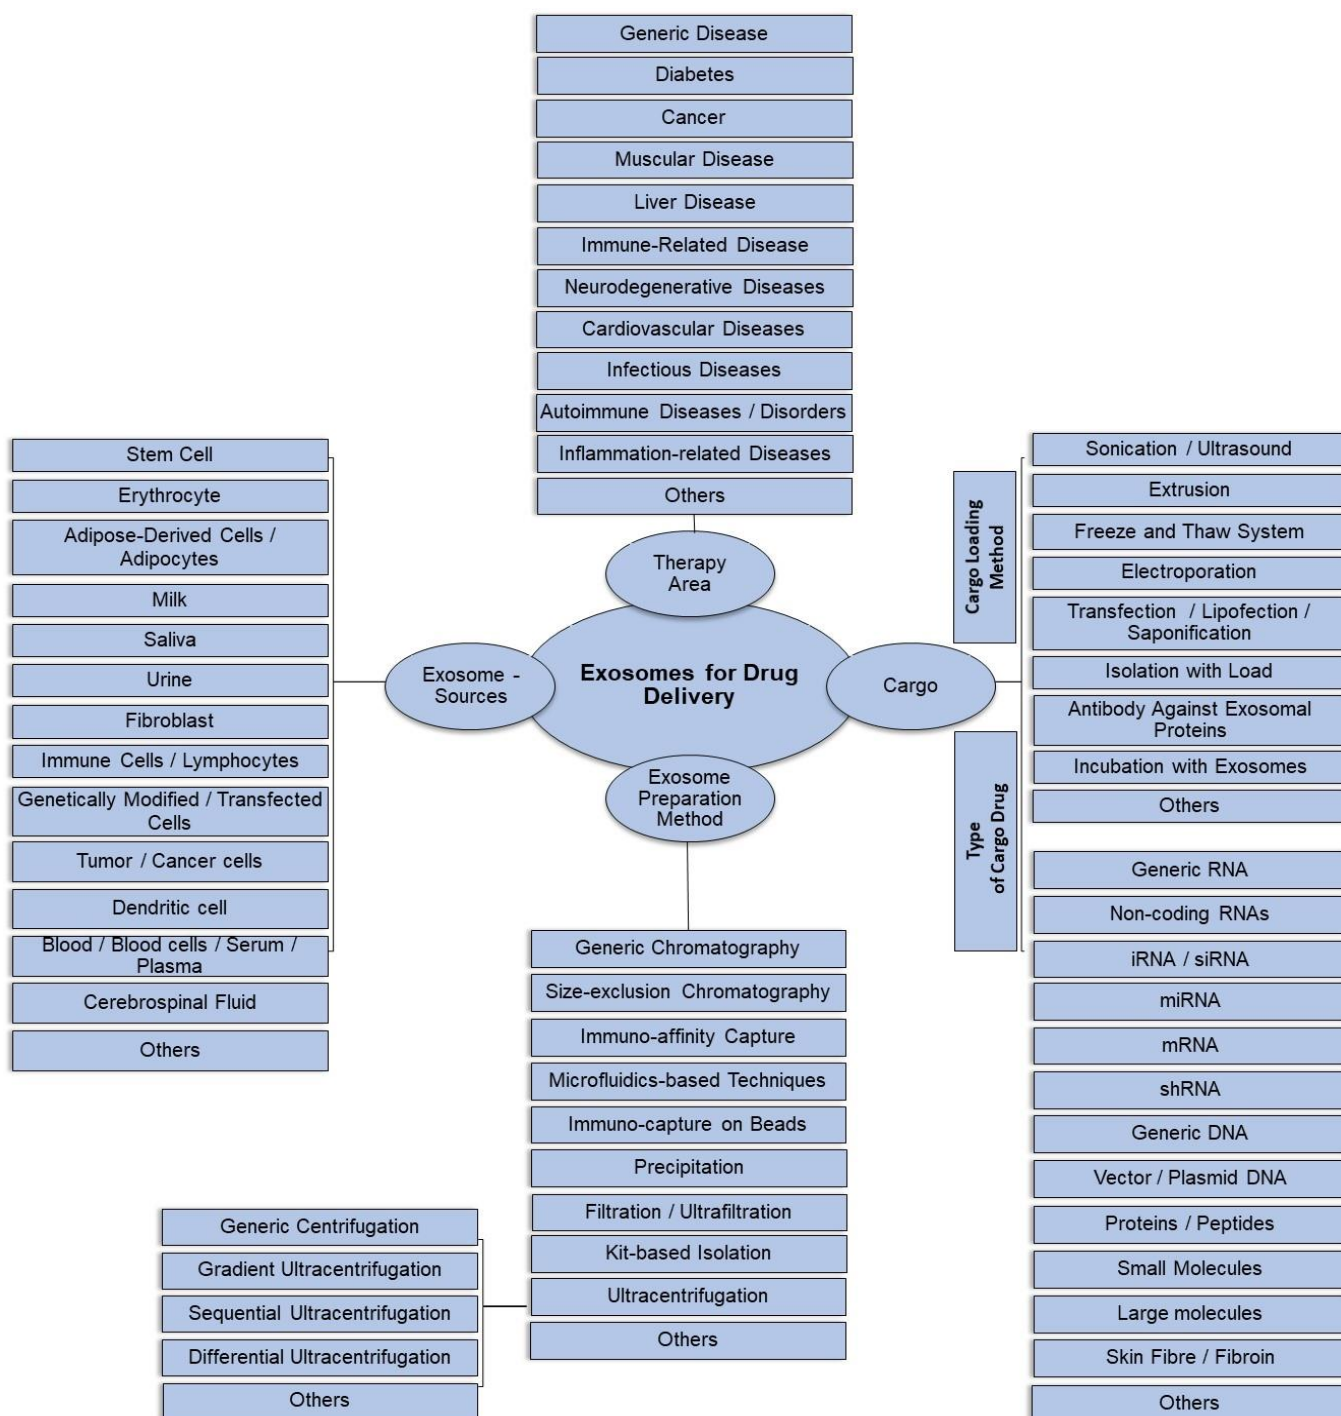 Generic Disease
Diabetes
Cancer
Muscular Disease
Liver Disease
Immune-Related Disease
Neurodegenerative Diseases
Cardiovascular Diseases
Infectious Diseases
Autoimmune Diseases / Disorders
Inflammation-related Diseases
Others
Therapy
Area
Exosomes for Drug
Delivery
Exosome -
Sources
Stem Cell
Erythrocyte
Adipose-Derived Cells /
Adipocytes
Milk
Saliva
Urine
Fibroblast
Immune Cells / Lymphocytes
Genetically Modified / Transfected
Cells
Tumor / Cancer cells
Dendritic cell
Blood / Blood cells / Serum /
Plasma
Cerebrospinal Fluid
Others
Cargo
Cargo Loading
Method
Sonication / Ultrasound
Extrusion
Freeze and Thaw System
Electroporation
Transfection / Lipofection /
Saponification
Isolation with Load
Antibody Against Exosomal
Proteins
Incubation with Exosomes
Others
Type
of Cargo Drug
Generic RNA
Non-coding RNAs
iRNA / siRNA
miRNA
mRNA
shRNA
Generic DNA
Vector / Plasmid DNA
Proteins / Peptides
Small Molecules
Large molecules
Skin Fibre / Fibroin
Others
Exosome
Preparation
Method
Generic Chromatography
Size-exclusion Chromatography
Immuno-affinity Capture
Microfluidics-based Techniques
Immuno-capture on Beads
Precipitation
Filtration / Ultrafiltration
Kit-based Isolation
Ultracentrifugation
Others
Generic Centrifugation
Gradient Ultracentrifugation
Sequential Ultracentrifugation
Differential Ultracentrifugation
Others